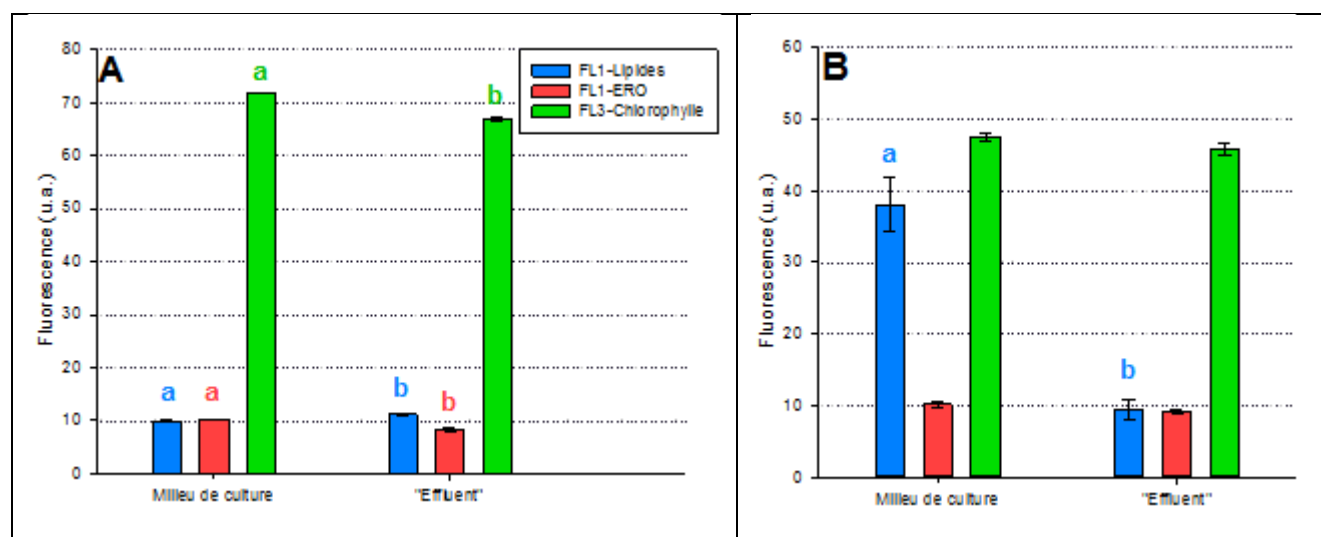 A
80
70
60
50
40
30
20
10
0
Fluorescence (u.a.)
FL1-Lipides
FL1-ERO
FL3-Chlorophylle
a
a
a
b
b
b
Milieu de culture
"Effluent"
B
60
50
40
30
20
10
0
Fluorescence (u.a.)
a
b
Milieu de culture
"Effluent"